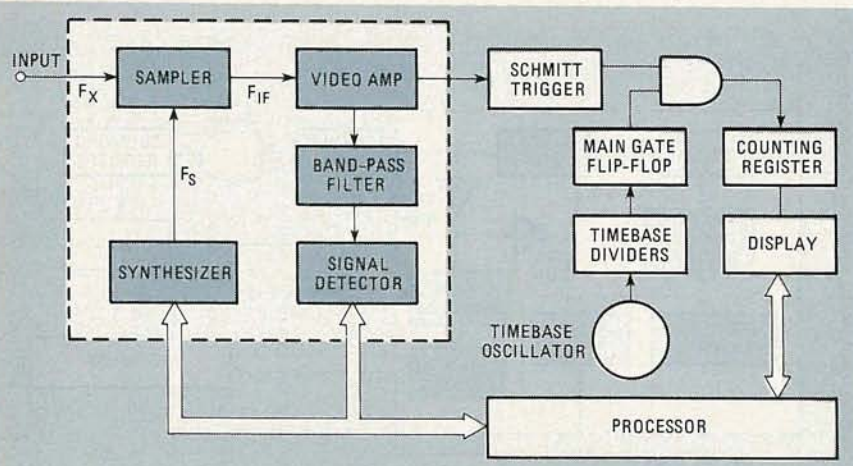 INPUT
F_X
SAMPLER
F_IF
VIDEO AMP
SCHMITT
TRIGGER
MAIN GATE
FLIP-FLOP
COUNTING
REGISTER
F_S
BAND-PASS
FILTER
SYNTHESIZER
SIGNAL
DETECTOR
TIMEBASE
DIVIDERS
DISPLAY
TIMEBASE
OSCILLATOR
PROCESSOR